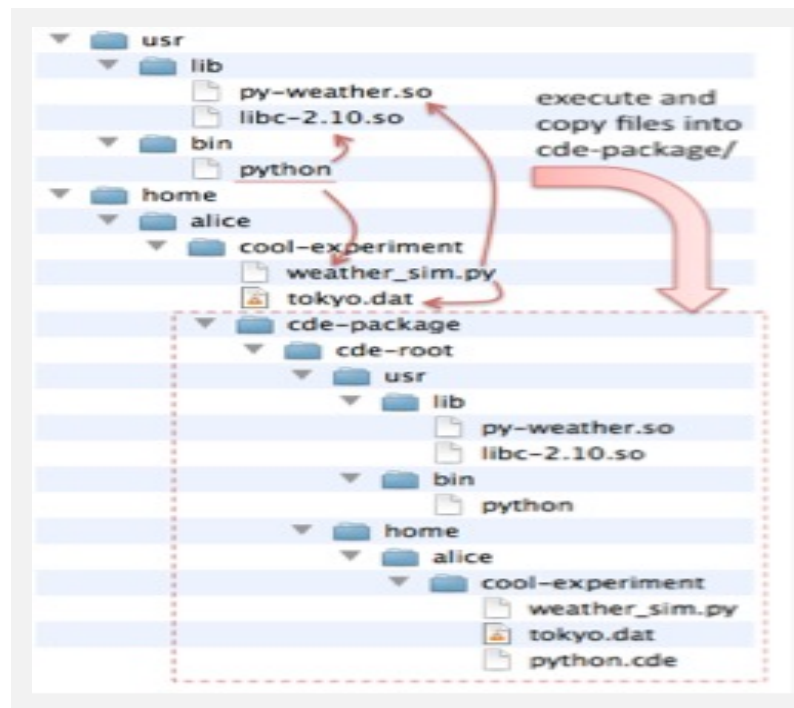 usr
lib
py-weather.so
libc-2.10.so
bin
python
home
alice
cool-experiment
weather_sim.py
tokyo.dat
execute and
copy files into
cde-package/
cde-package
cde-root
usr
lib
py-weather.so
libc-2.10.so
bin
python
home
alice
cool-experiment
weather_sim.py
tokyo.dat
python.cde